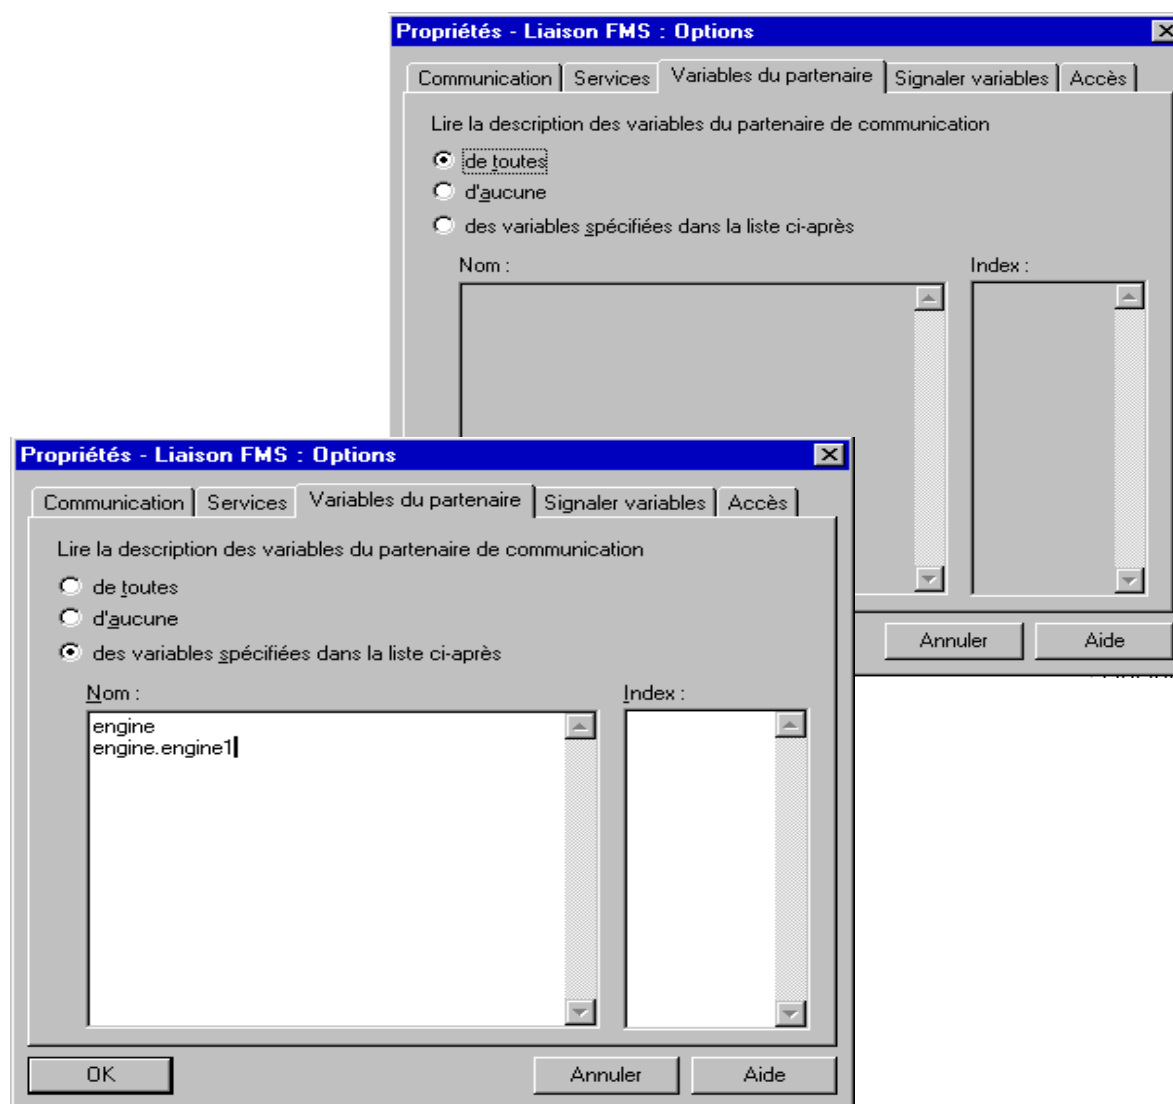 Propriétés - Liaison FMS : Options
Communication Services Variables du partenaire Signaler variables Accès
Lire la description des variables du partenaire de communication
de toutes
d'aucune
des variables spécifiées dans la liste ci-après
Nom : Index :
Annuler Aide
Propriétés - Liaison FMS : Options
Communication Services Variables du partenaire Signaler variables Accès
Lire la description des variables du partenaire de communication
de toutes
d'aucune
des variables spécifiées dans la liste ci-après
Nom : Index :
engine
engine.engine1
OK Annuler Aide